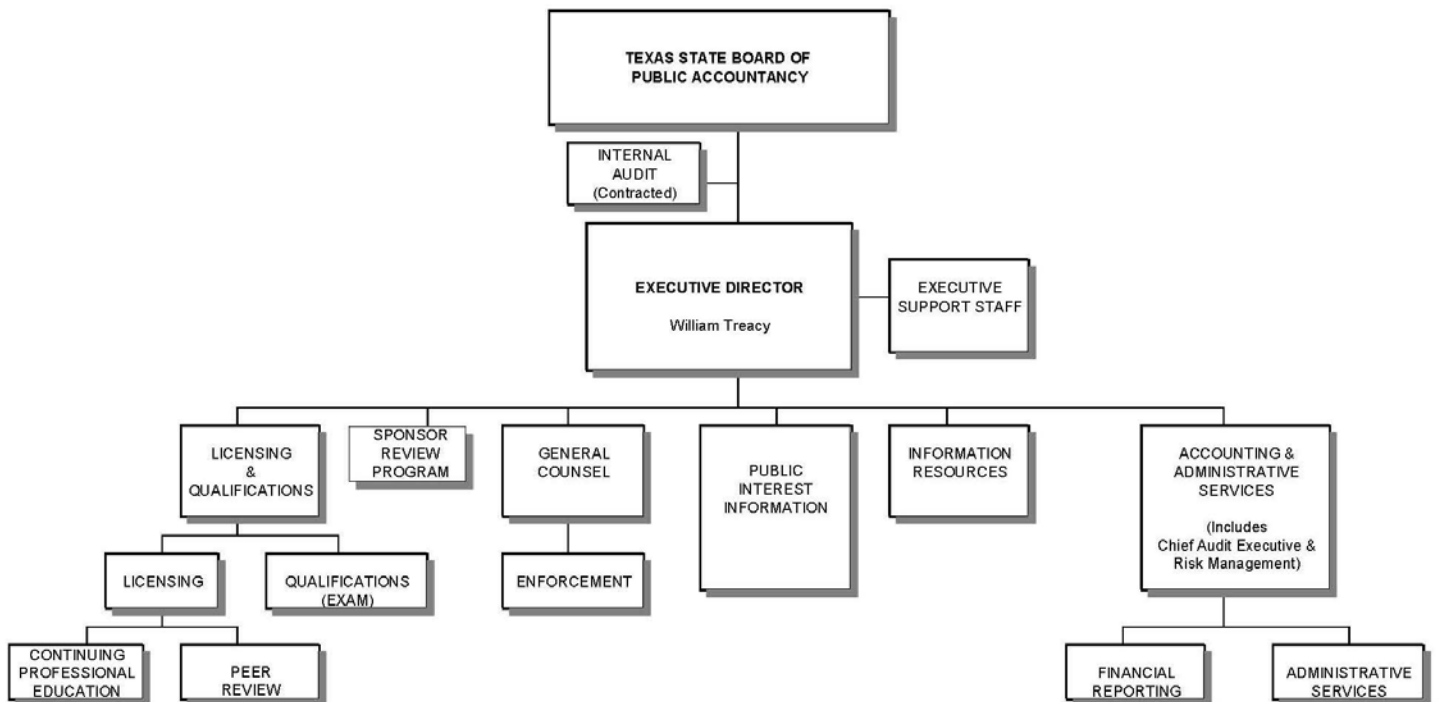 TEXAS STATE BOARD OF
PUBLIC ACCOUNTANCY
INTERNAL
AUDIT
(Contracted)
EXECUTIVE DIRECTOR
William Treacy
EXECUTIVE
SUPPORT STAFF
LICENSING
&
QUALIFICATIONS
SPONSOR
REVIEW
PROGRAM
GENERAL
COUNSEL
PUBLIC
INTEREST
INFORMATION
INFORMATION
RESOURCES
ACCOUNTING &
ADMINISTRATIVE
SERVICES
(Includes
Chief Audit Executive &
Risk Management)
LICENSING
QUALIFICATIONS
(EXAM)
ENFORCEMENT
CONTINUING
PROFESSIONAL
EDUCATION
PEER
REVIEW
FINANCIAL
REPORTING
ADMINISTRATIVE
SERVICES